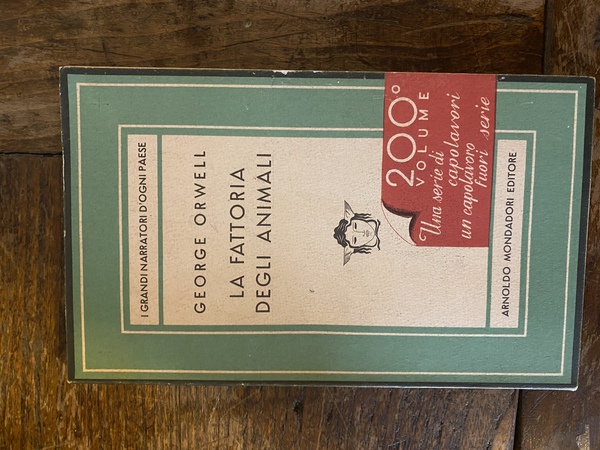 I GRANDI NARRATORI D'OGNI PAESE
GEORGE ORWELL
LA FATTORIA
DEGLI ANIMALI
200°
VOLUME
Una serie di
capolavori
un capolavoro
fuori serie
ARNOLDO MONDADORI EDITORE